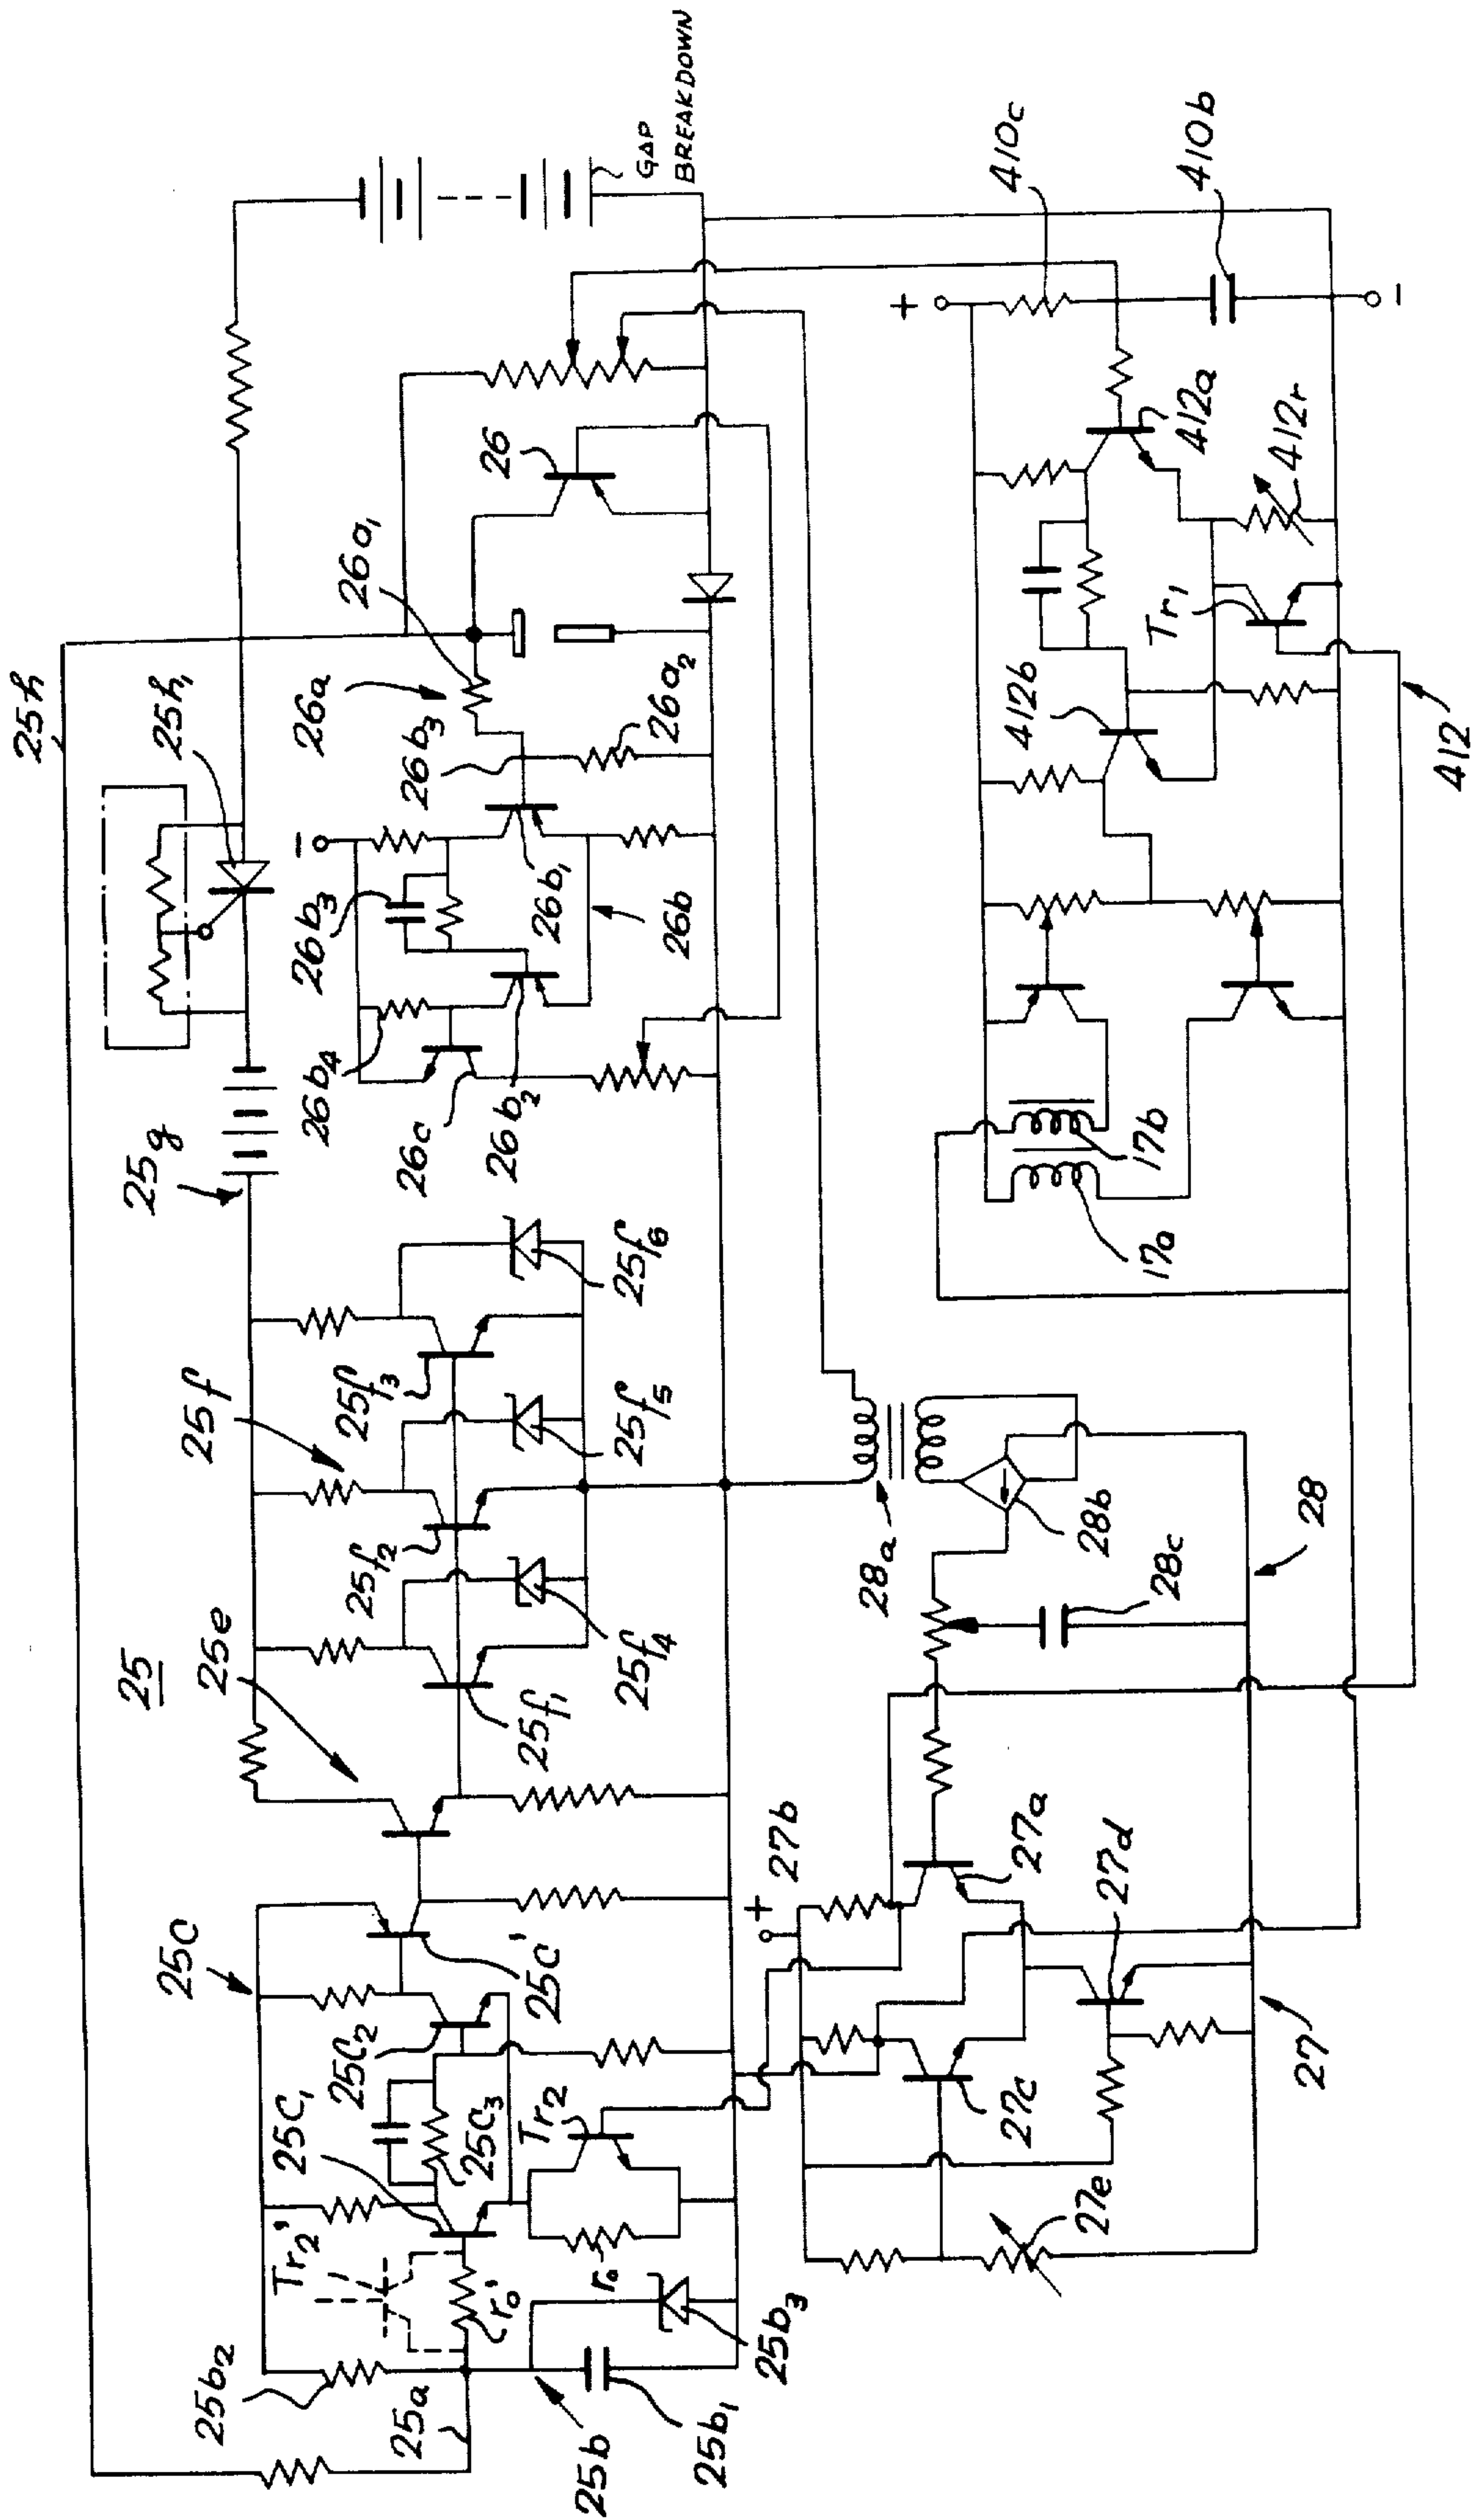 25h
25h₁
GAP
BREAKDOWN
25g
26a
26a₁
26
26b₃
26a₂
26b₃
26b₄
26b₁
26b
26c
26b₂
25
25f
25e
25f₃
25f₆
25f₂
25f₅
25f₁
25f₄
25C
25C'
25C₂
25C₁
25C₃
Tr₂'
Tr₂
r₀'
r₀
25b₂
25a
25b
25b₁
25b₃
28a
28b
28c
28
+
27b
27a
27d
27c
27e
27
+
-
-
410c
410b
412a
412r
Tr₁
412b
412
17b
17a